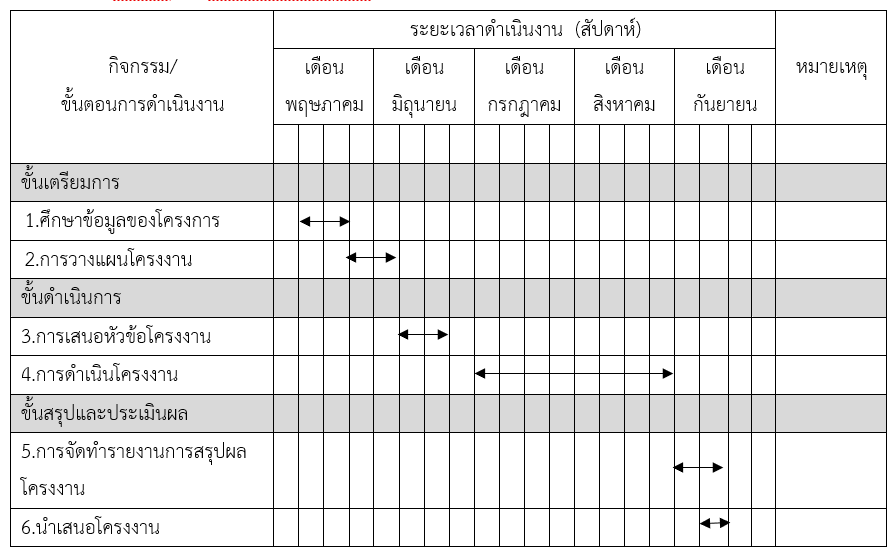 ระยะเวลาดำเนินงาน (สัปดาห์)
กิจกรรม/
ขั้นตอนการดำเนินงาน
เดือน
พฤษภาคม
เดือน
มิถุนายน
เดือน
กรกฎาคม
เดือน
สิงหาคม
เดือน
กันยายน
หมายเหตุ
ขั้นเตรียมการ
1.ศึกษาข้อมูลของโครงการ
2.การวางแผนโครงงาน
ขั้นดำเนินการ
3.การเสนอหัวข้อโครงงาน
4.การดำเนินโครงงาน
ขั้นสรุปและประเมินผล
5.การจัดทำรายงานการสรุปผล
โครงงาน
6.นำเสนอโครงงาน